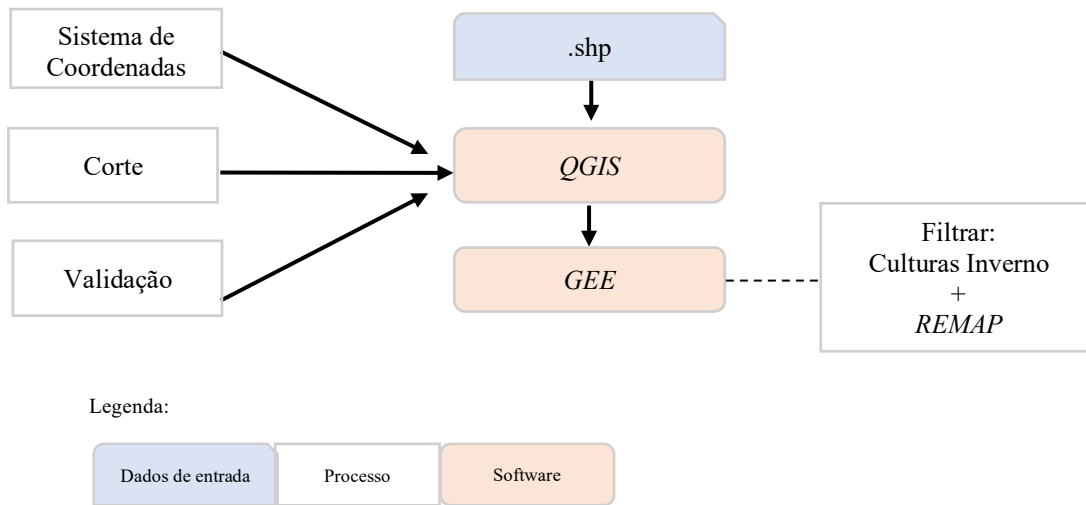 Sistema de
Coordenadas
.shp
Corte
QGIS
Validação
GEE
Filtrar:
Culturas Inverno
+
REMAP
Legenda:
Dados de entrada
Processo
Software